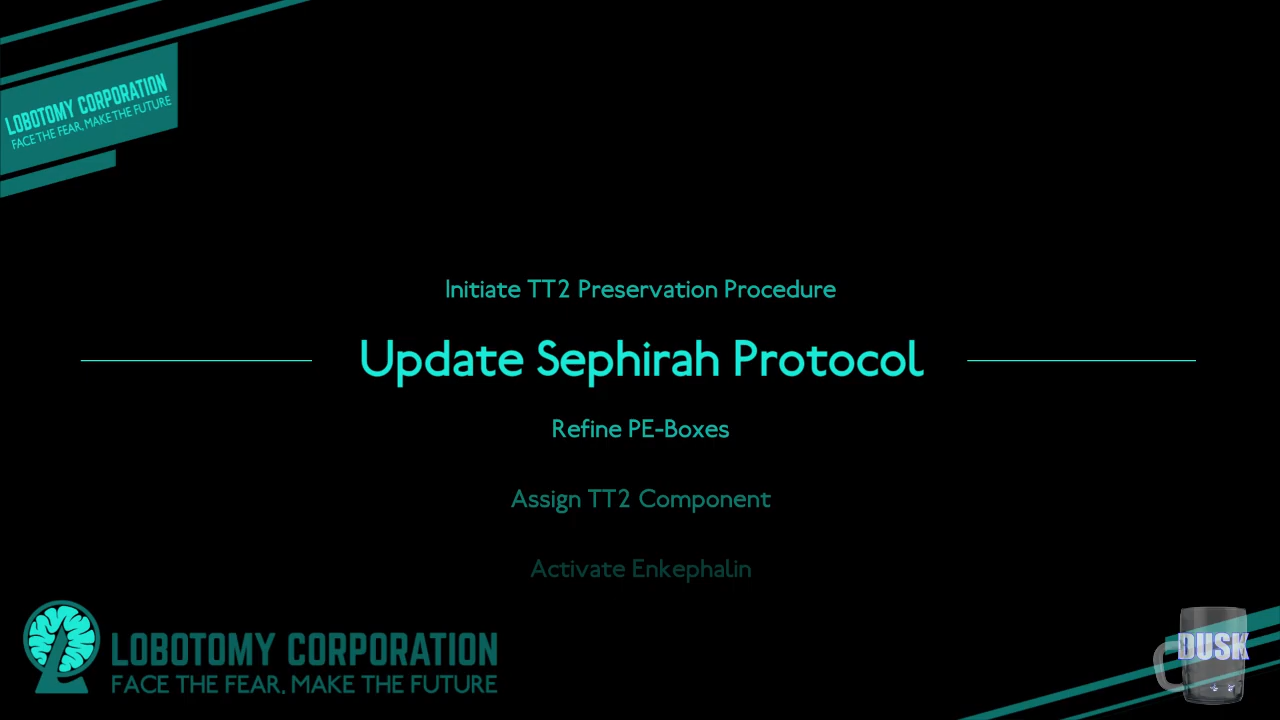 LOBOTOMY CORPORATION
FACE THE FEAR, MAKE THE FUTURE
Initiate TT2 Preservation Procedure
Update Sephirah Protocol
Refine PE-Boxes
Assign TT2 Component
Activate Enkephalin
LOBOTOMY CORPORATION
FACE THE FEAR, MAKE THE FUTURE
DUSK